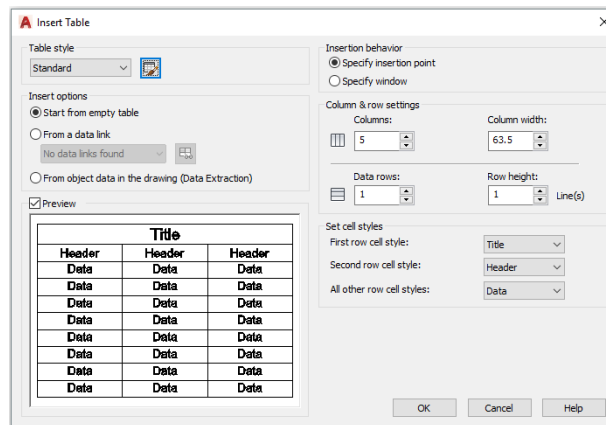 Insert Table
Table style
Standard
Insert options
Start from empty table
From a data link
No data links found
From object data in the drawing (Data Extraction)
Preview
Title
Header Header Header
Data Data Data
Data Data Data
Data Data Data
Data Data Data
Data Data Data
Data Data Data
Data Data Data
Data Data Data
Insertion behavior
Specify insertion point
Specify window
Column & row settings
Columns: Column width:
5 63.5
Data rows: Row height:
1 1 Line(s)
Set cell styles
First row cell style: Title
Second row cell style: Header
All other row cell styles: Data
OK Cancel Help